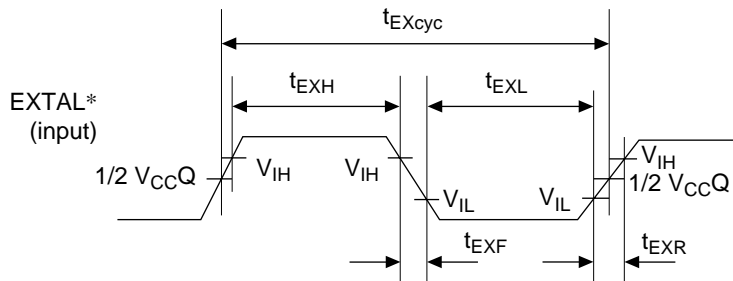 tEXcyc
tEXH
tEXL
EXTAL*
(input)
1/2 VCCQ
VIH
VIH
VIL
VIL
VIH
1/2 VCCQ
tEXF
tEXR